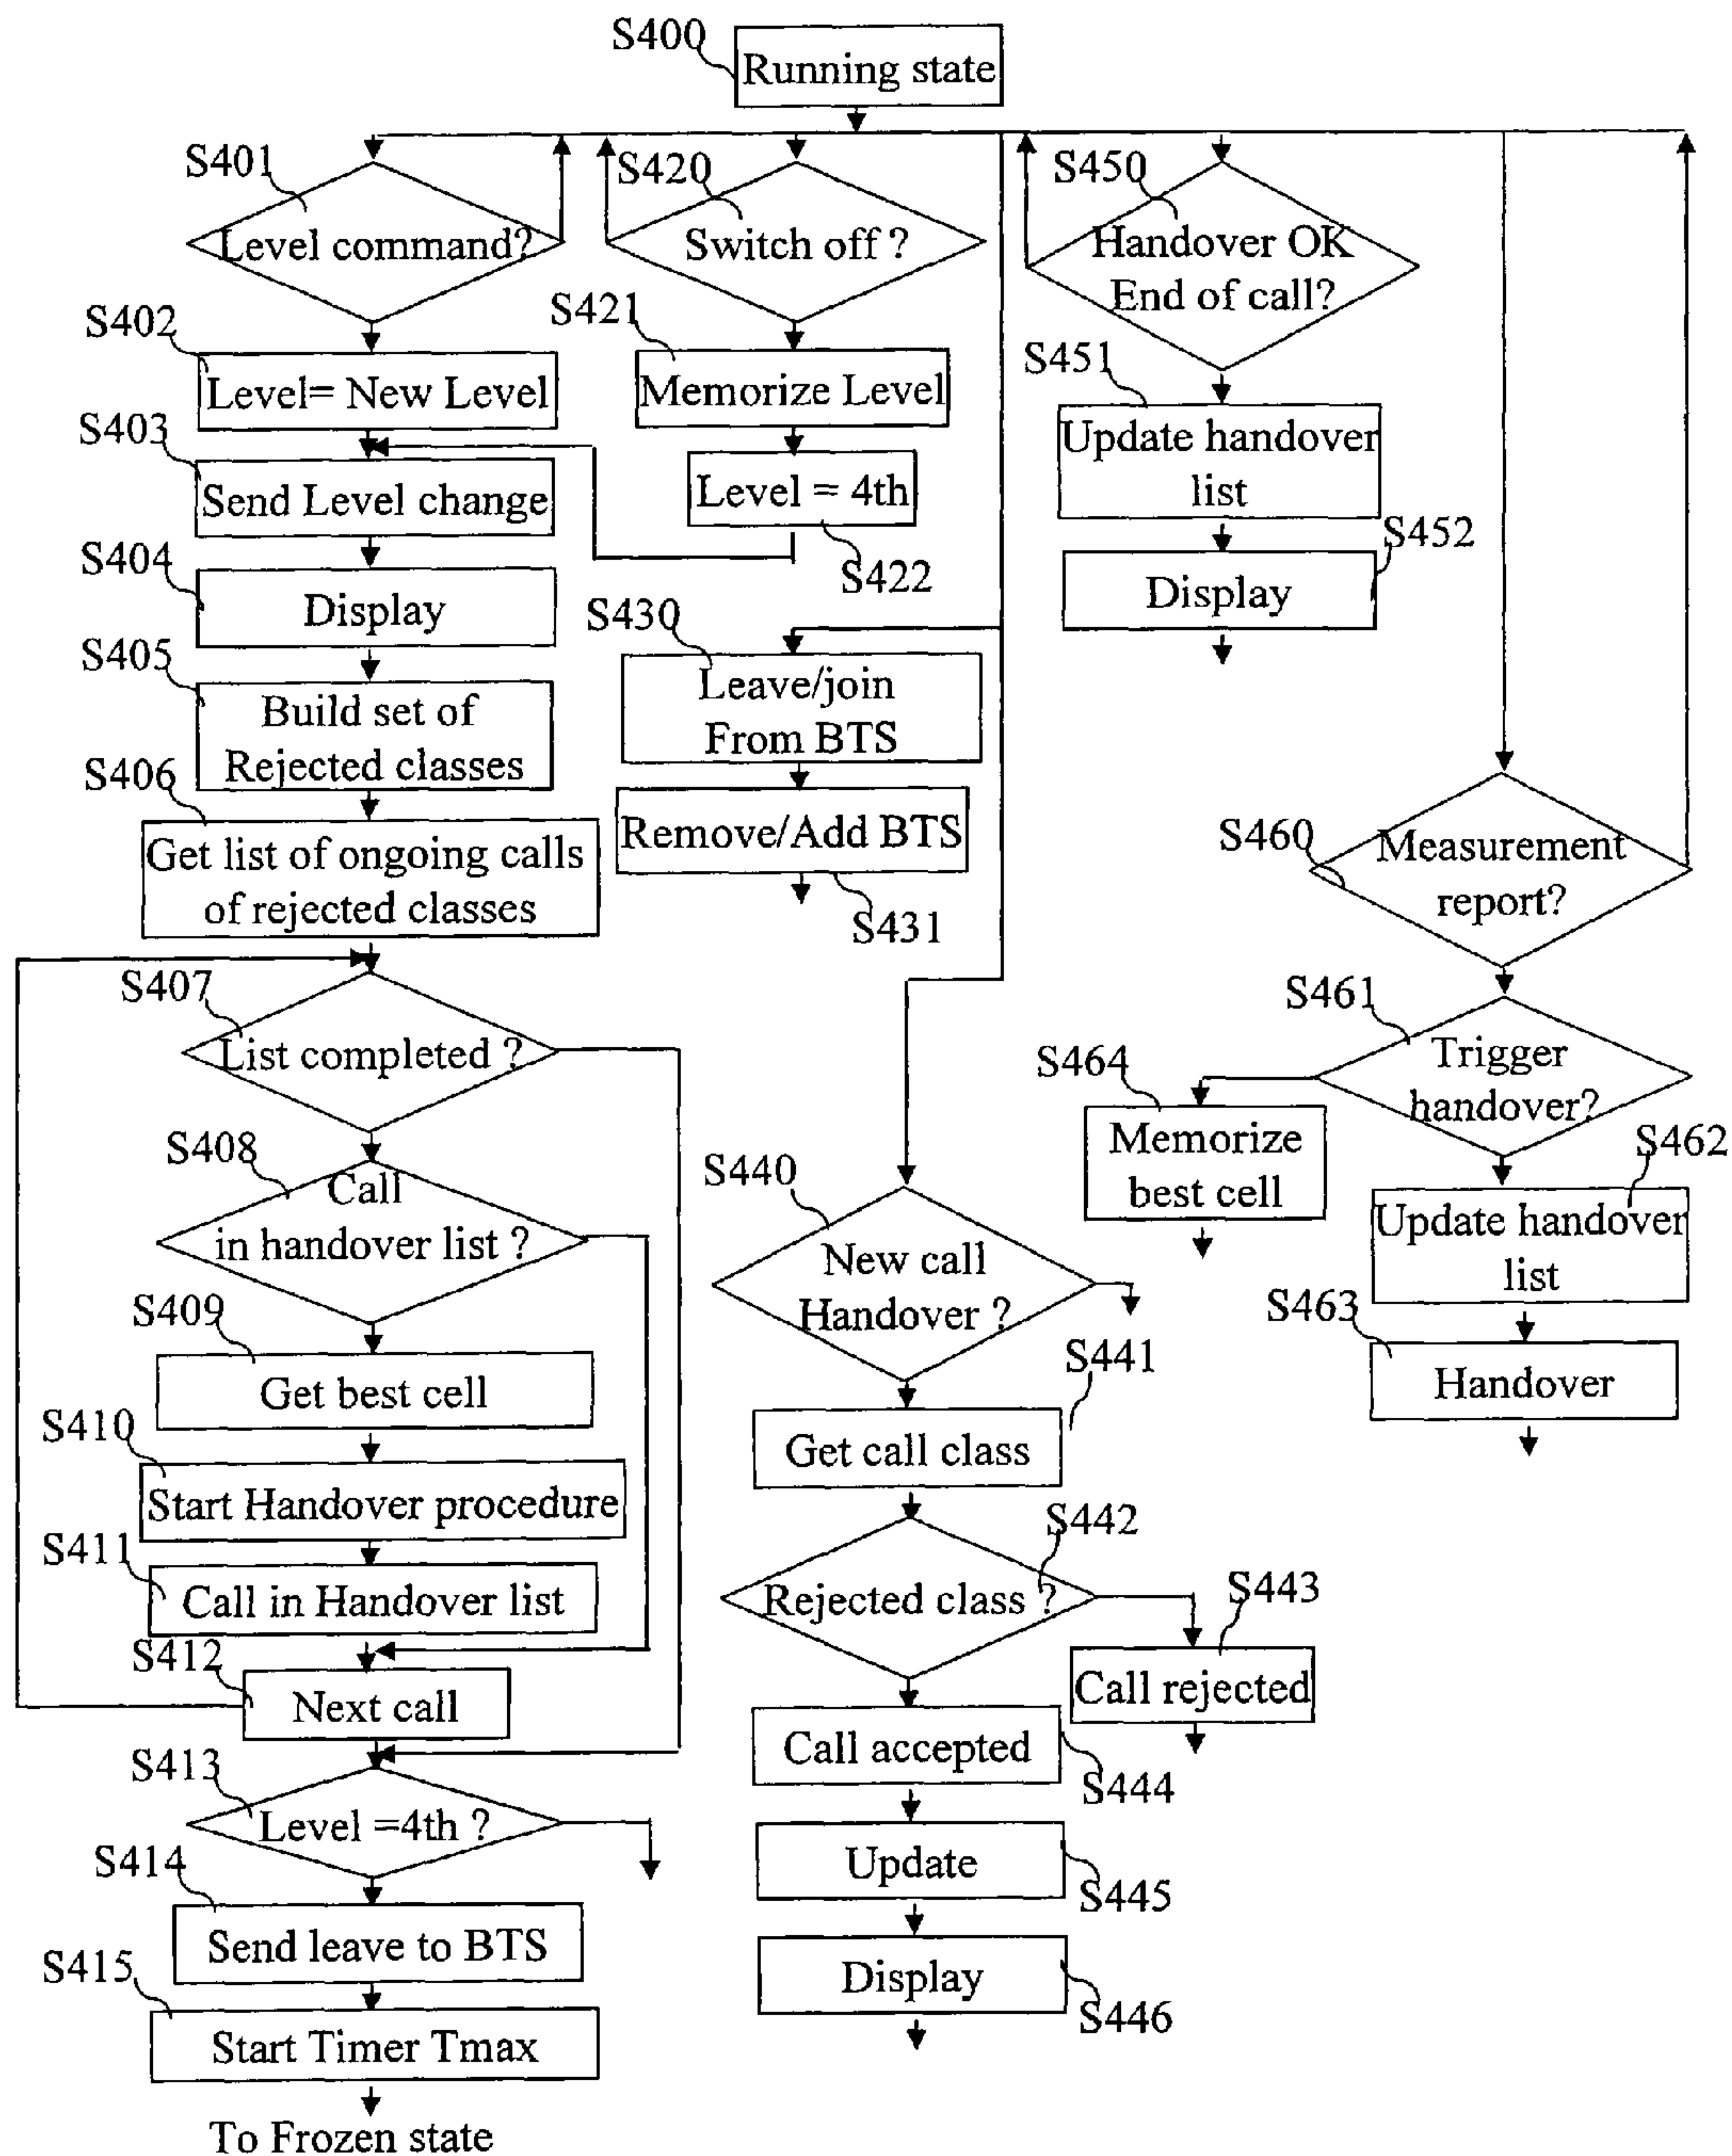 S400
Running state
S401
Level command?
S402
Level= New Level
S403
Send Level change
S404
Display
S405
Build set of
Rejected classes
S406
Get list of ongoing calls
of rejected classes
S407
List completed ?
S408
Call
in handover list ?
S409
Get best cell
S410
Start Handover procedure
S411
Call in Handover list
S412
Next call
S413
Level =4th ?
S414
Send leave to BTS
S415
Start Timer Tmax
To Frozen state
S420
Switch off ?
S421
Memorize Level
Level = 4th
S422
S430
Leave/join
From BTS
Remove/Add BTS
S431
S440
New call
Handover ?
S441
Get call class
S442
Rejected class ?
S443
Call rejected
Call accepted
S444
Update
S445
Display
S446
S450
Handover OK
End of call?
S451
Update handover
list
S452
Display
S460
Measurement
report?
S461
Trigger
handover?
S464
Memorize
best cell
S462
Update handover
list
S463
Handover